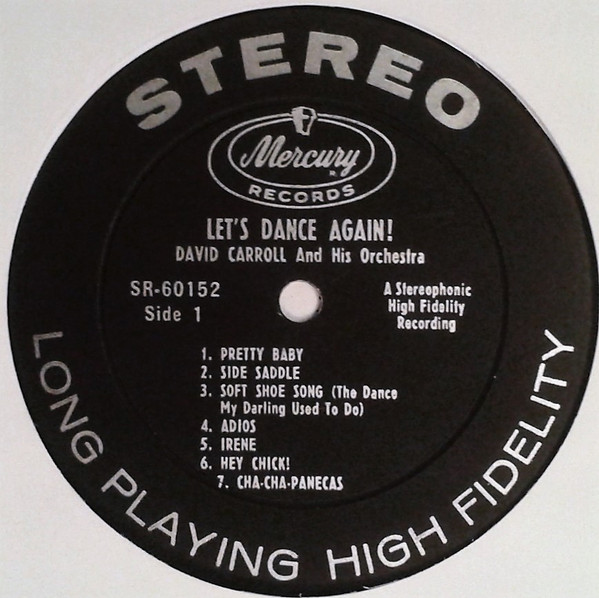 STEREO
Mercury
R.
RECORDS
LET'S DANCE AGAIN!
DAVID CARROLL And His Orchestra
SR-60152
Side 1
A Stereophonic
High Fidelity
Recording
1. PRETTY BABY
2. SIDE SADDLE
3. SOFT SHOE SONG (The Dance
My Darling Used To Do)
4. ADIOS
5. IRENE
6. HEY CHICK!
7. CHA-CHA-PANECAS
LONG PLAYING HIGH FIDELITY